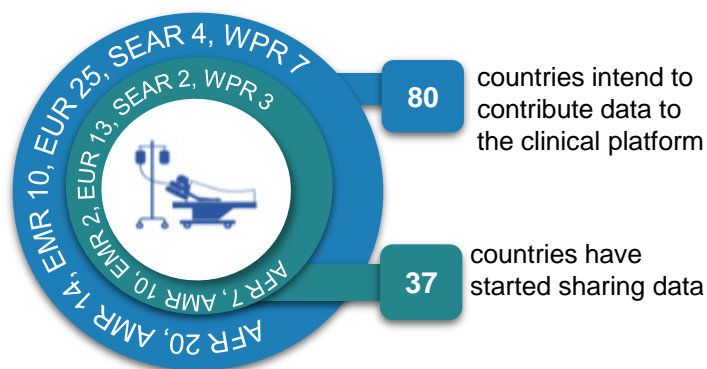 AFR 20, AMR 14, EMR 10, EUR 25, SEAR 4, WPR 7
AFR 7, AMR 10, EMR 2, EUR 13, SEAR 2, WPR 3
80
countries intend to
contribute data to
the clinical platform
37
countries have
started sharing data